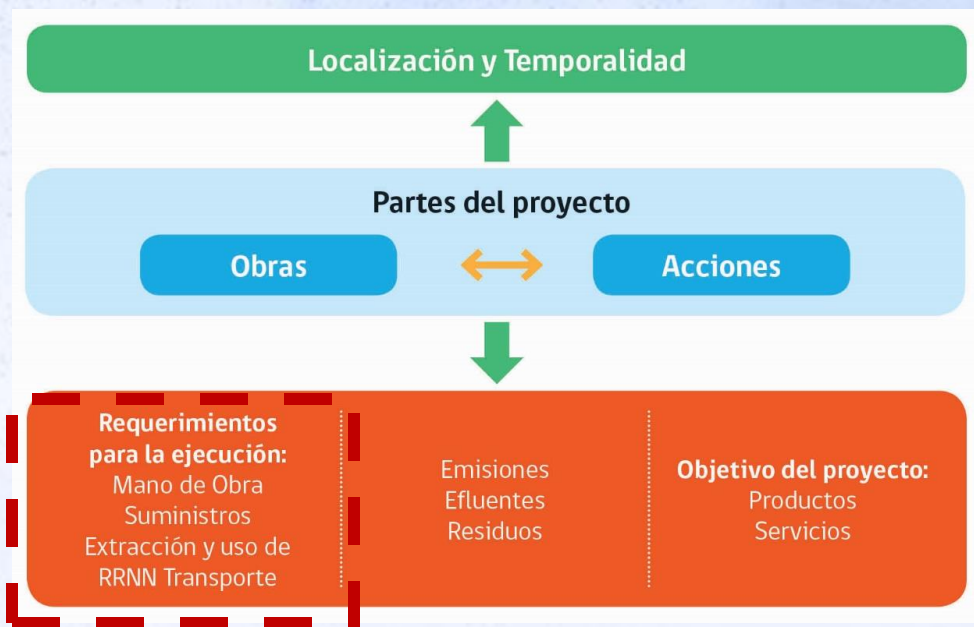 Localización y Temporalidad
Partes del proyecto
Obras
Acciones
Requerimientos
para la ejecución:
Mano de Obra
Suministros
Extracción y uso de
RRNN Transporte
Emisiones
Efluentes
Residuos
Objetivo del proyecto:
Productos
Servicios